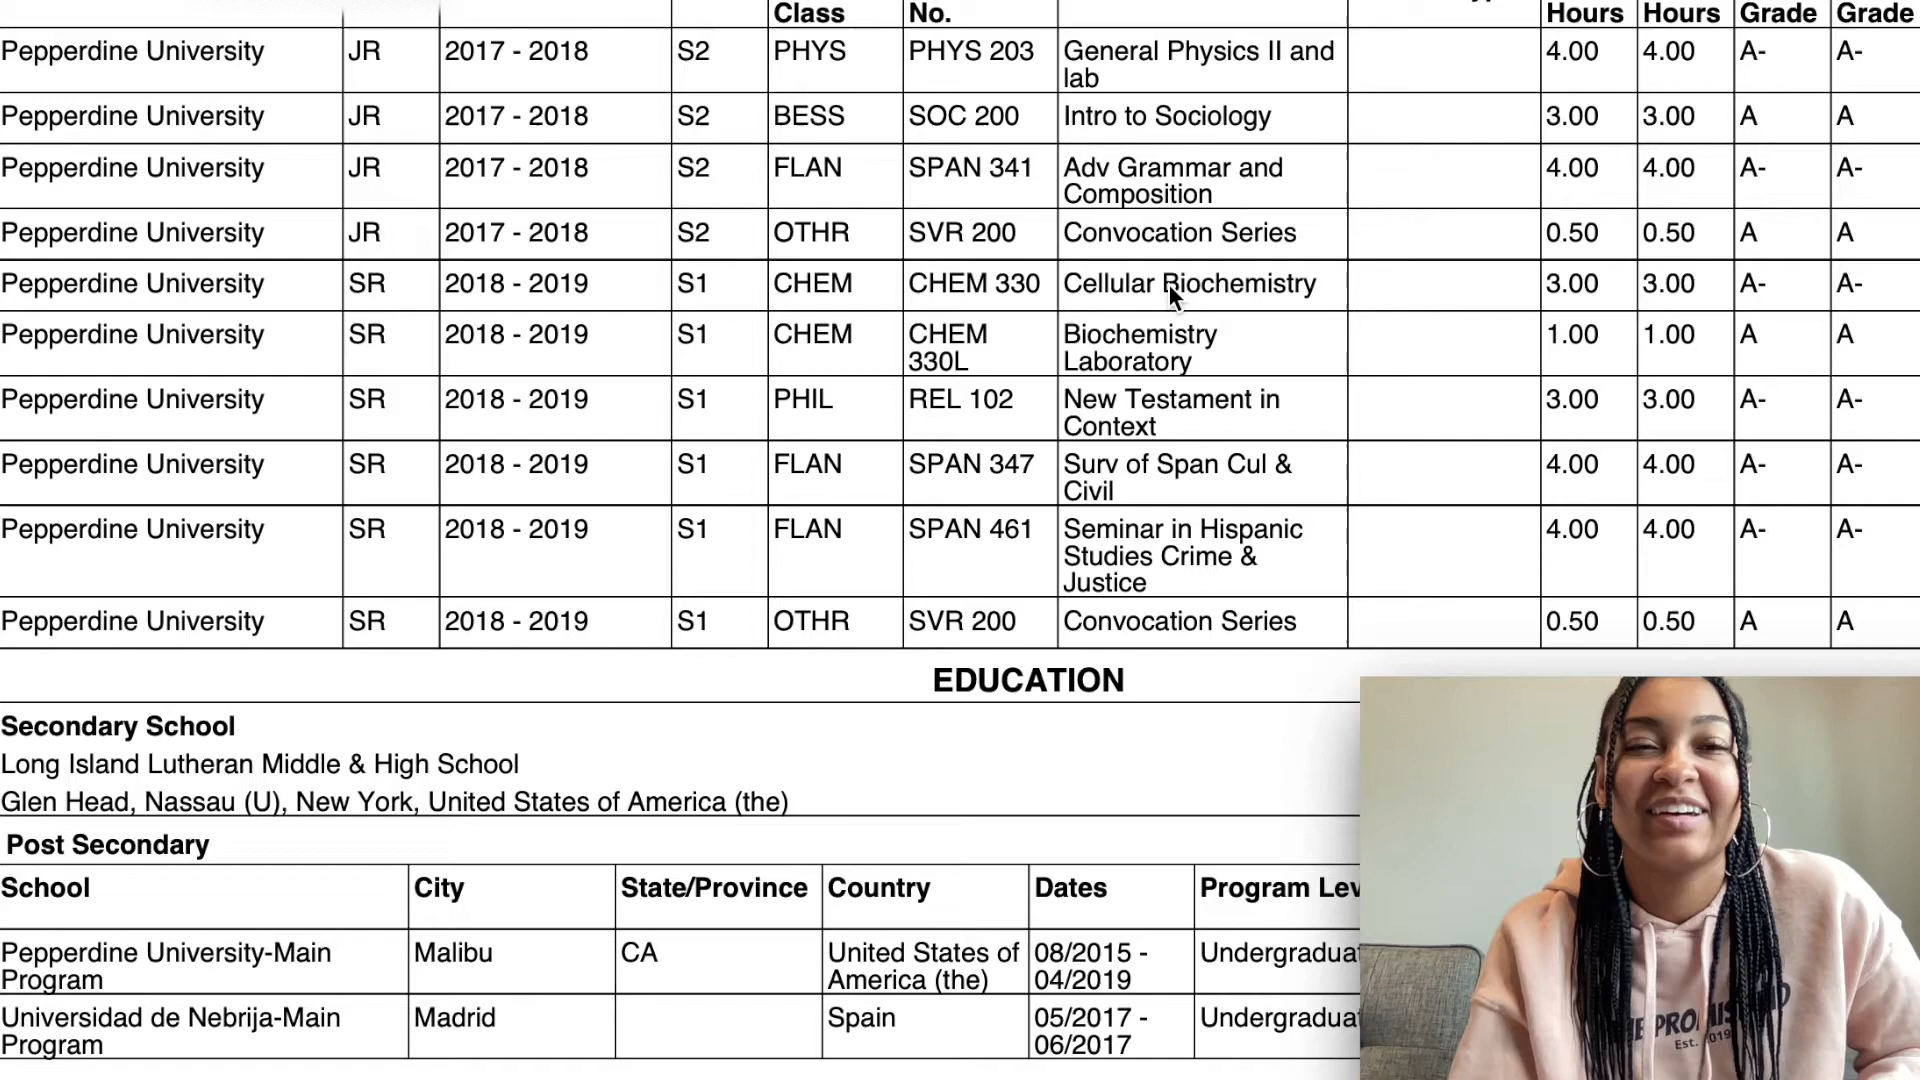 Class No. Hours Hours Grade Grade
Pepperdine University JR 2017 - 2018 S2 PHYS PHYS 203 General Physics II and 4.00 4.00 A- A-
lab
Pepperdine University JR 2017 - 2018 S2 BESS SOC 200 Intro to Sociology 3.00 3.00 A A
Pepperdine University JR 2017 - 2018 S2 FLAN SPAN 341 Adv Grammar and 4.00 4.00 A- A-
Composition
Pepperdine University JR 2017 - 2018 S2 OTHR SVR 200 Convocation Series 0.50 0.50 A A
Pepperdine University SR 2018 - 2019 S1 CHEM CHEM 330 Cellular Biochemistry 3.00 3.00 A- A-
Pepperdine University SR 2018 - 2019 S1 CHEM CHEM Biochemistry 1.00 1.00 A A
330L Laboratory
Pepperdine University SR 2018 - 2019 S1 PHIL REL 102 New Testament in 3.00 3.00 A- A-
Context
Pepperdine University SR 2018 - 2019 S1 FLAN SPAN 347 Surv of Span Cul & 4.00 4.00 A- A-
Civil
Pepperdine University SR 2018 - 2019 S1 FLAN SPAN 461 Seminar in Hispanic 4.00 4.00 A- A-
Studies Crime &
Justice
Pepperdine University SR 2018 - 2019 S1 OTHR SVR 200 Convocation Series 0.50 0.50 A A
EDUCATION
Secondary School
Long Island Lutheran Middle & High School
Glen Head, Nassau (U), New York, United States of America (the)
Post Secondary
School City State/Province Country Dates Program Lev
Pepperdine University-Main Malibu CA United States of 08/2015 - Undergradua
Program America (the) 04/2019
Universidad de Nebrija-Main Madrid Spain 05/2017 - Undergradua
Program 06/2017
Est. 2019